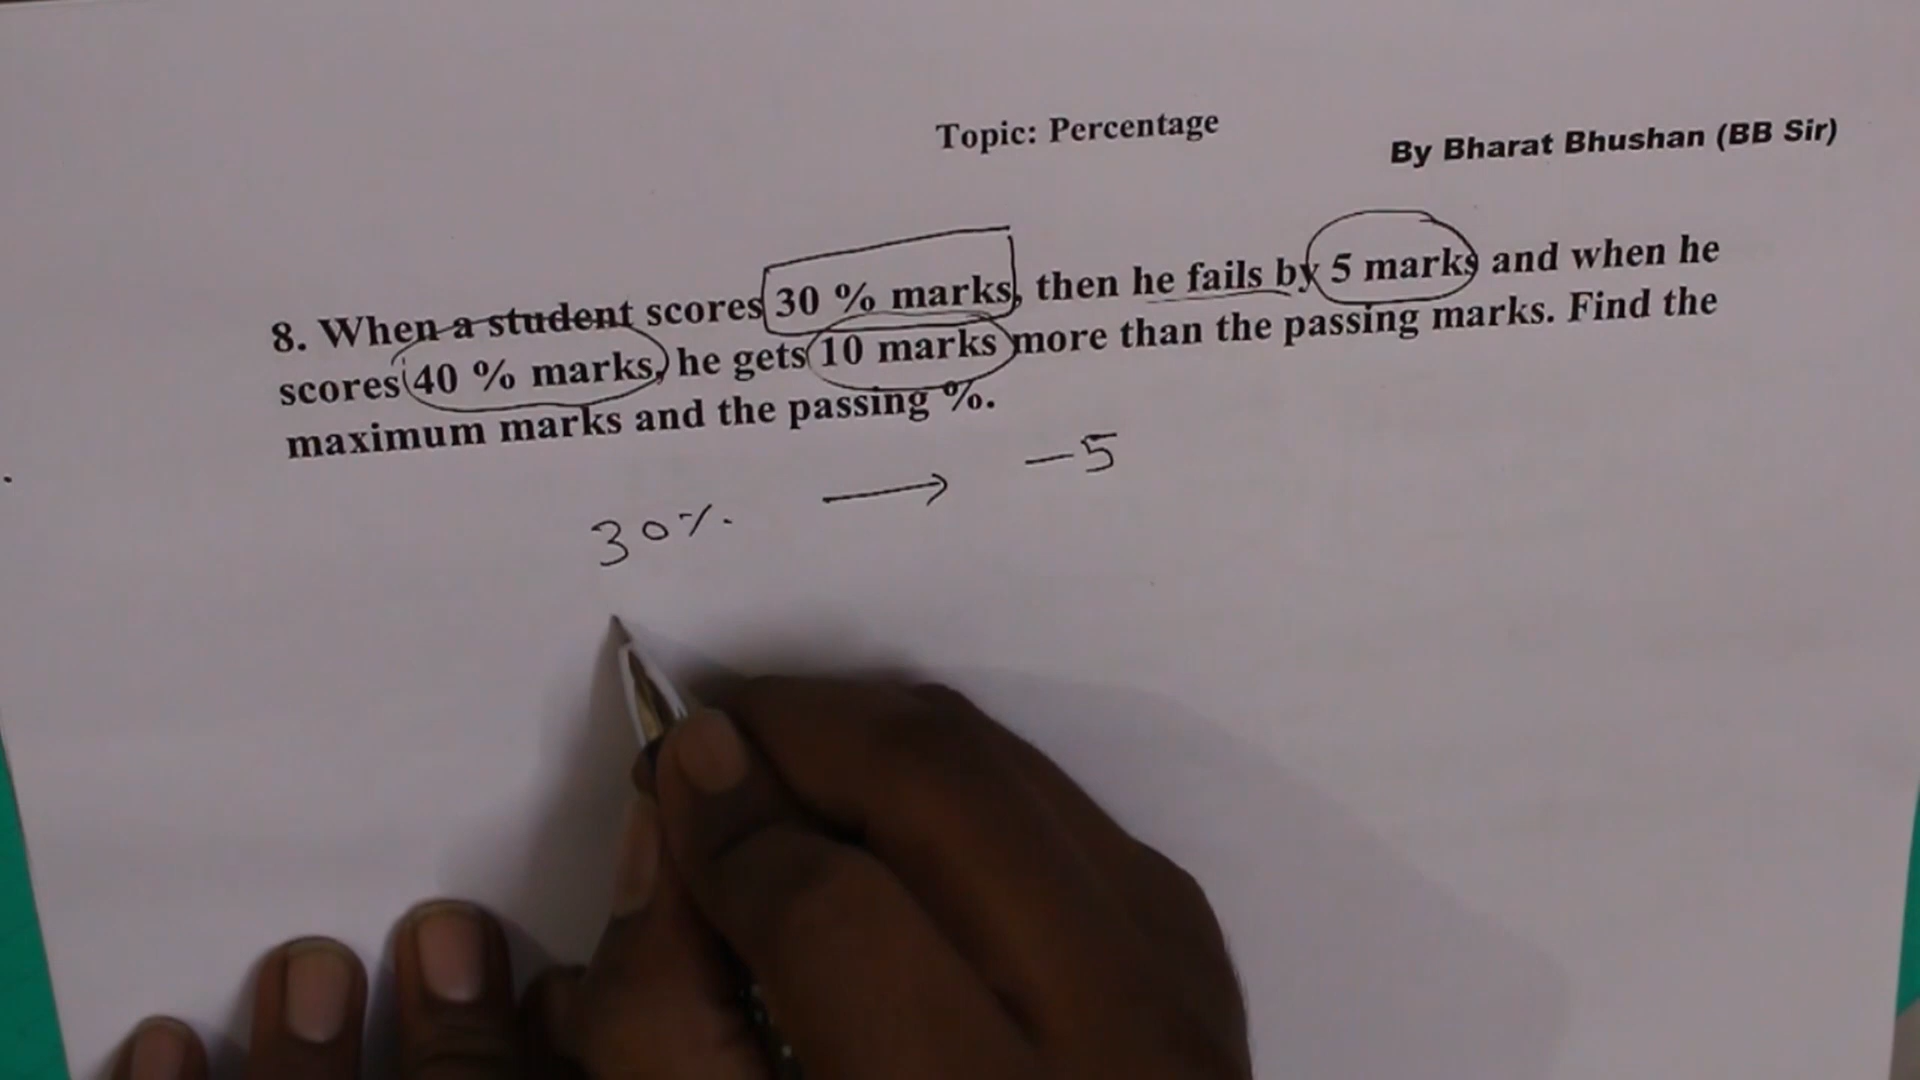 Topic: Percentage
By Bharat Bhushan (BB Sir)
8. When a student scores 30 % marks, then he fails by 5 marks and when he
scores 40 % marks, he gets 10 marks more than the passing marks. Find the
maximum marks and the passing %.
30% → -5